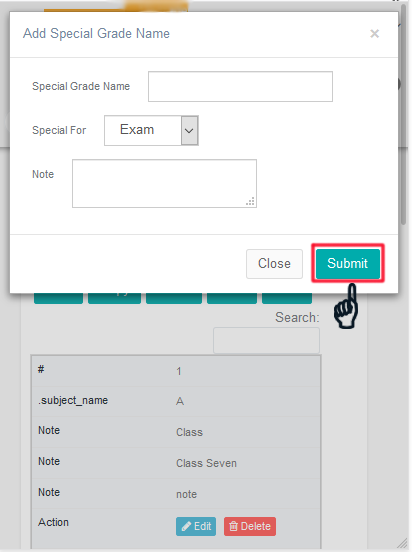 Add Special Grade Name ×
Special Grade Name
Special For Exam
Note
Close Submit
Search:
# 1
.subject_name A
Note Class
Note Class Seven
Note note
Action Edit Delete